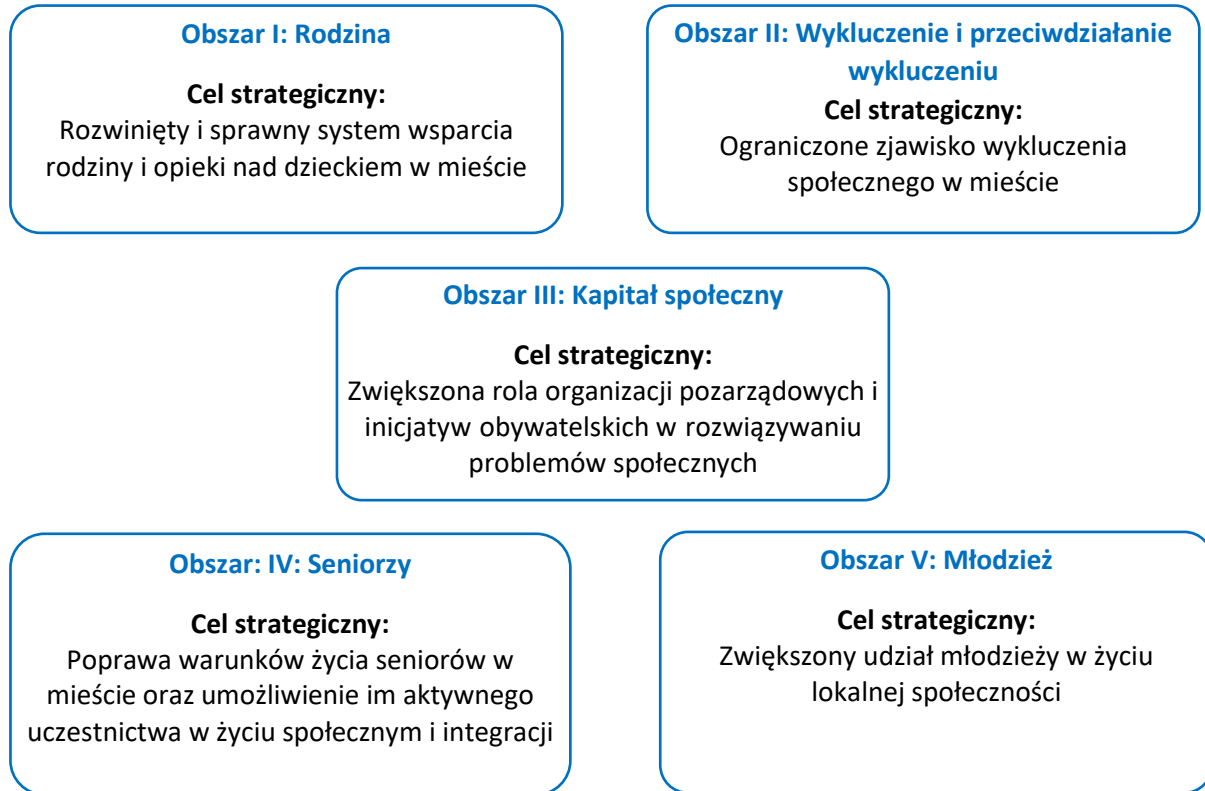 Obszar I: Rodzina
Cel strategiczny:
Rozwinięty i sprawny system wsparcia
rodziny i opieki nad dzieckiem w mieście
Obszar II: Wykluczenie i przeciwdziałanie
wykluczeniu
Cel strategiczny:
Ograniczone zjawisko wykluczenia
społecznego w mieście
Obszar III: Kapitał społeczny
Cel strategiczny:
Zwiększona rola organizacji pozarządowych i
inicjatyw obywatelskich w rozwiązywaniu
problemów społecznych
Obszar: IV: Seniorzy
Cel strategiczny:
Poprawa warunków życia seniorów w
mieście oraz umożliwienie im aktywnego
uczestnictwa w życiu społecznym i integracji
Obszar V: Młodzież
Cel strategiczny:
Zwiększony udział młodzieży w życiu
lokalnej społeczności